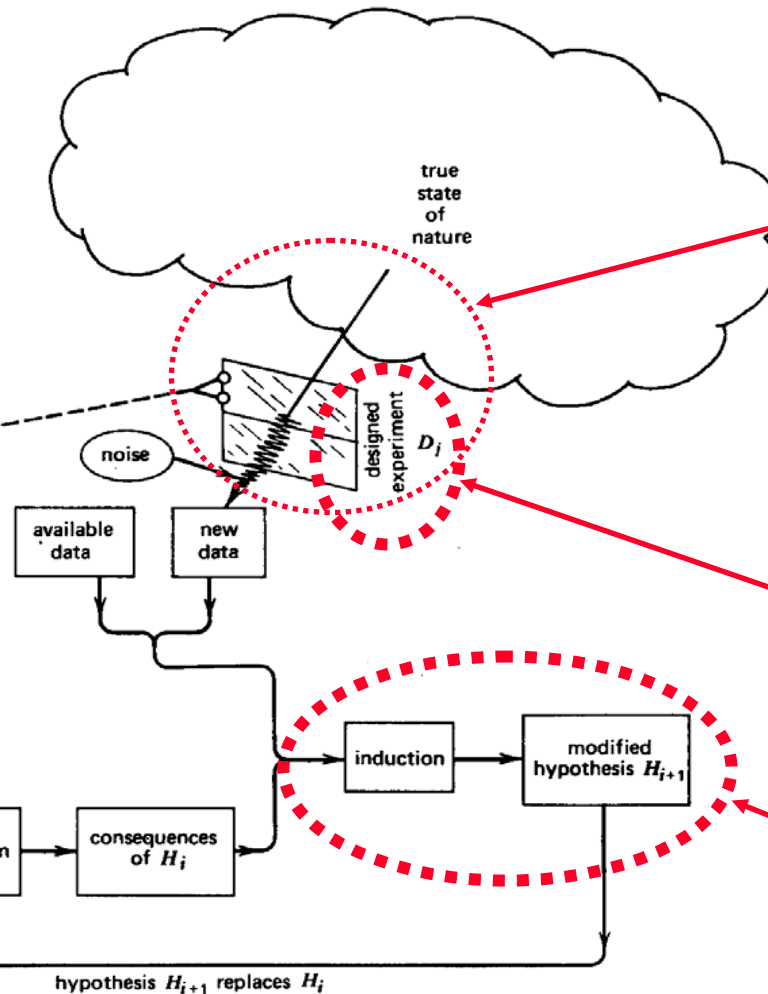 true
state
of
nature
designed
experiment
D_j
noise
available
data
new
data
induction
modified
hypothesis H_{i+1}
consequences
of H_i
hypothesis H_{i+1} replaces H_i